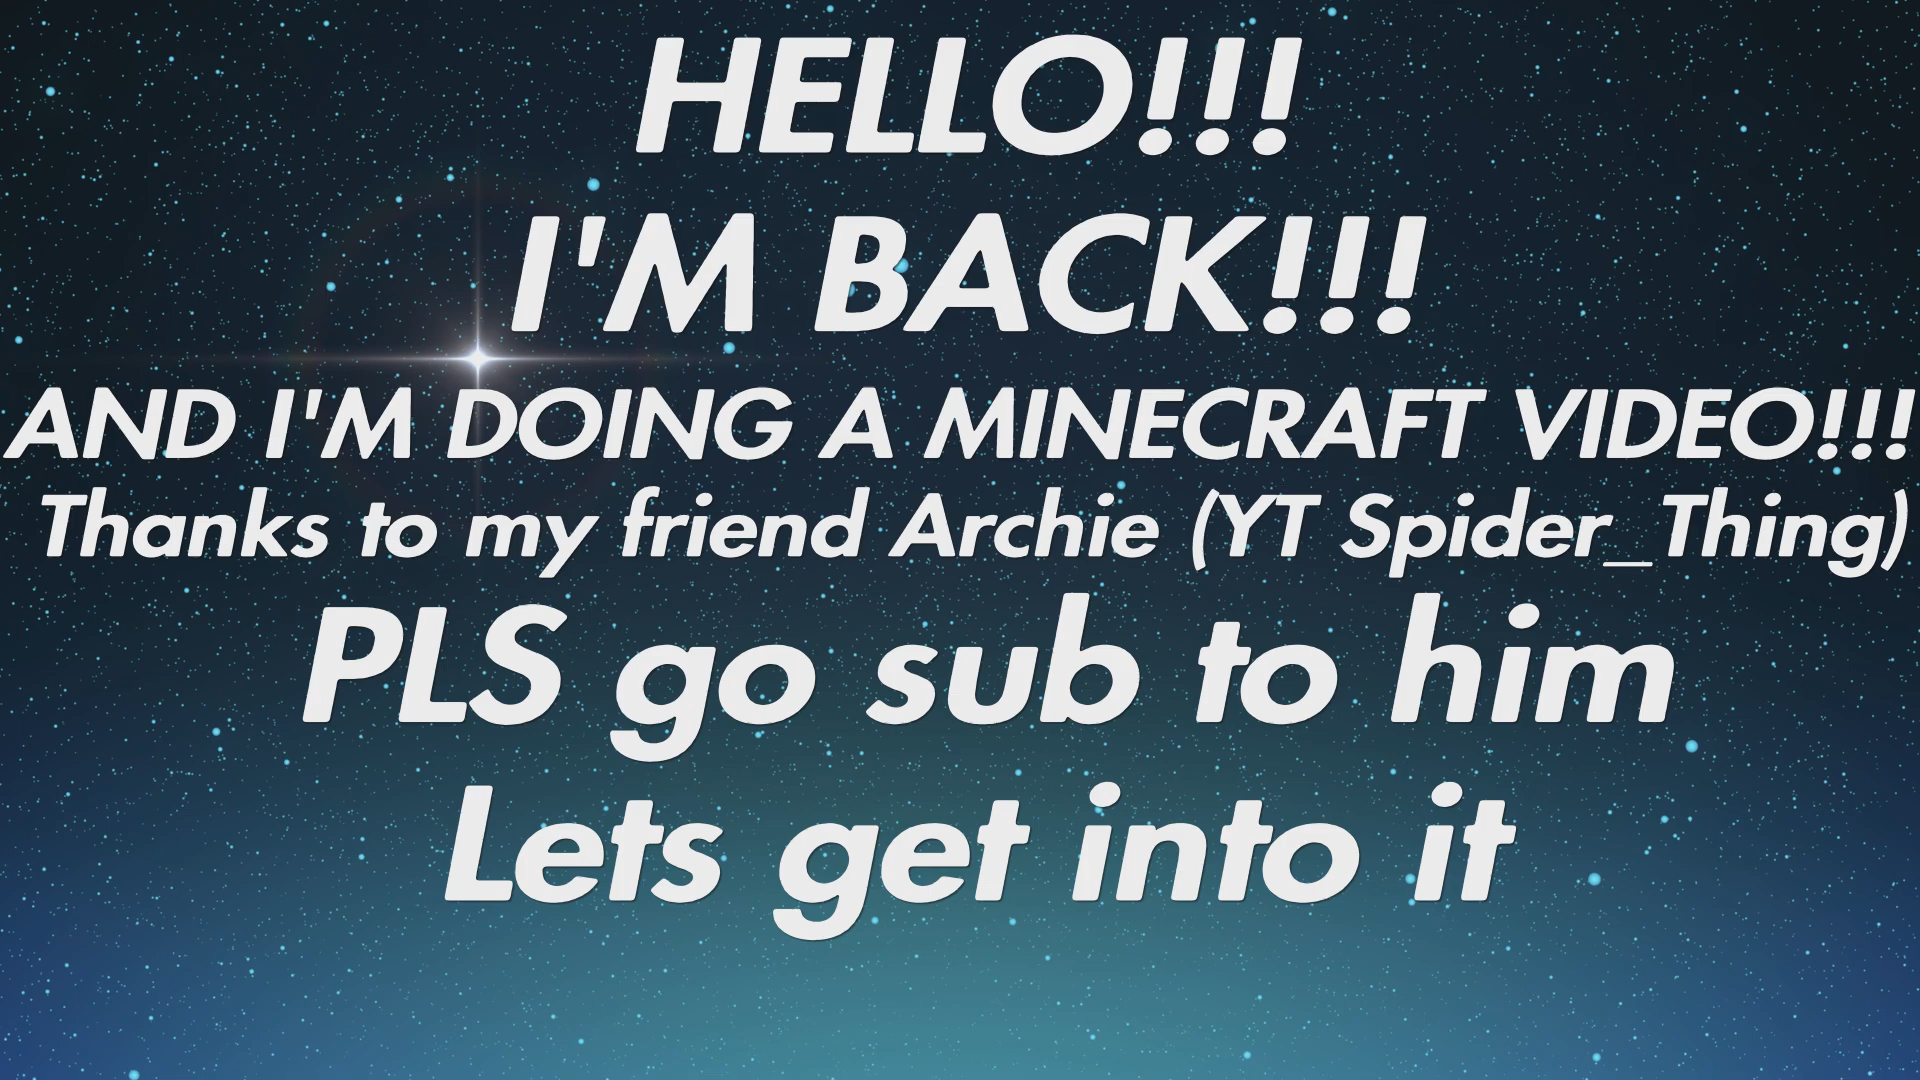 HELLO!!!
I'M BACK!!!
AND I'M DOING A MINECRAFT VIDEO!!!
Thanks to my friend Archie (YT Spider_Thing)
PLS go sub to him
Lets get into it